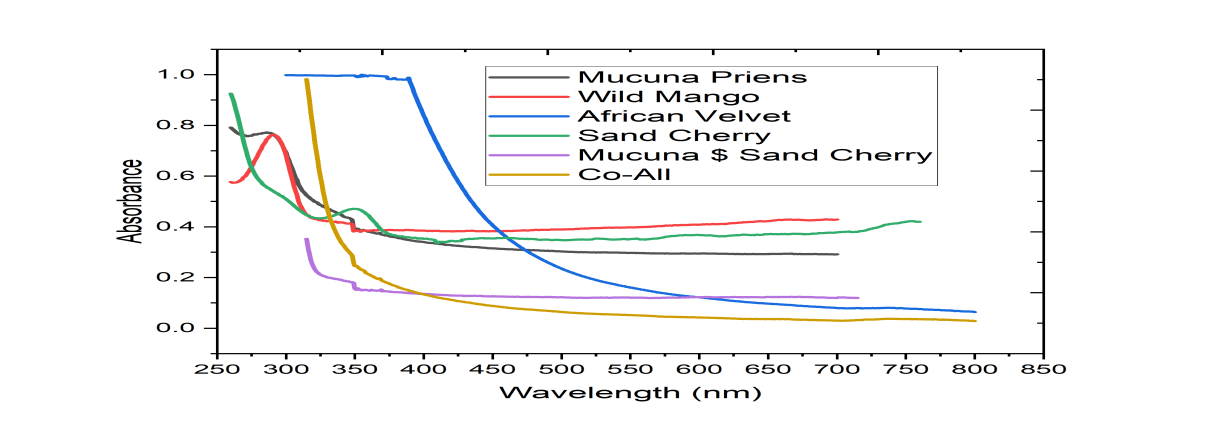 1.0
0.8
0.6
0.4
0.2
0.0
Absorbance
Mucuna Priens
Wild Mango
African Velvet
Sand Cherry
Mucuna $ Sand Cherry
Co-All
250 300 350 400 450 500 550 600 650 700 750 800 850
Wavelength (nm)